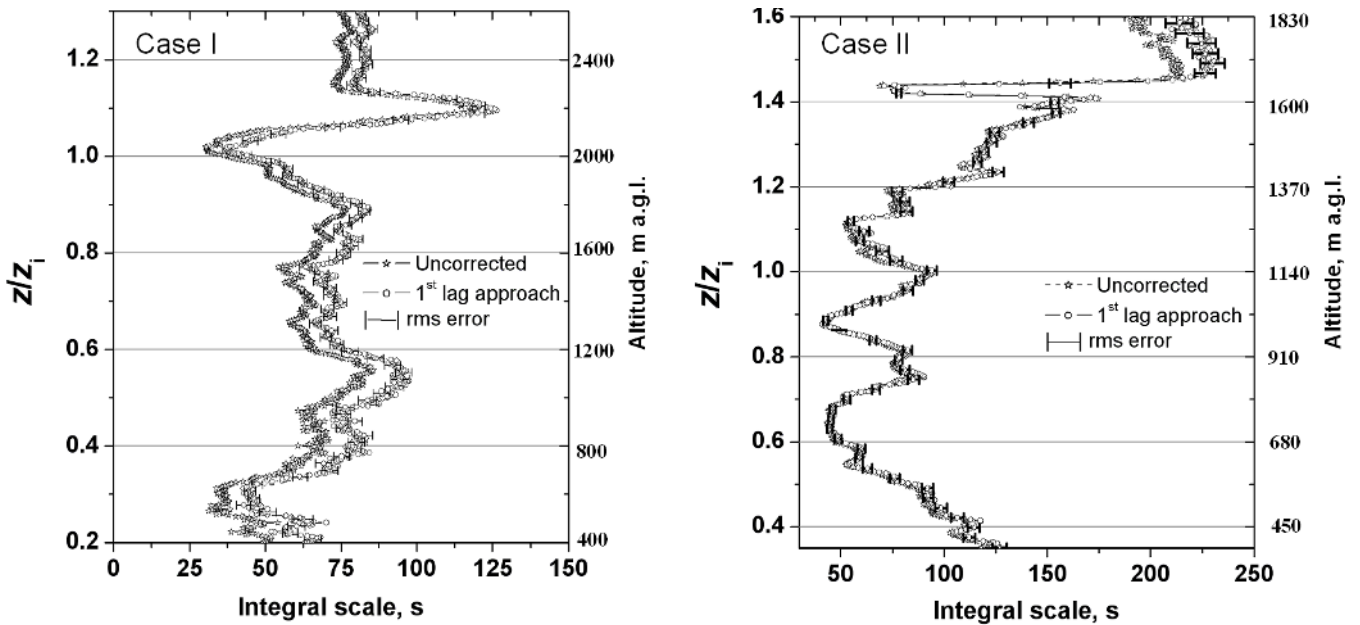 Case I
1.2
1.0
0.8
0.6
0.4
0.2
z/zi
2400
2000
1600
1200
800
400
Altitude, m a.g.l.
Uncorrected
1st lag approach
rms error
0 25 50 75 100 125 150
Integral scale, s
Case II
1.6
1.4
1.2
1.0
0.8
0.6
0.4
z/zi
1830
1600
1370
1140
910
680
450
Altitude, m a.g.l.
Uncorrected
1st lag approach
rms error
50 100 150 200 250
Integral scale, s